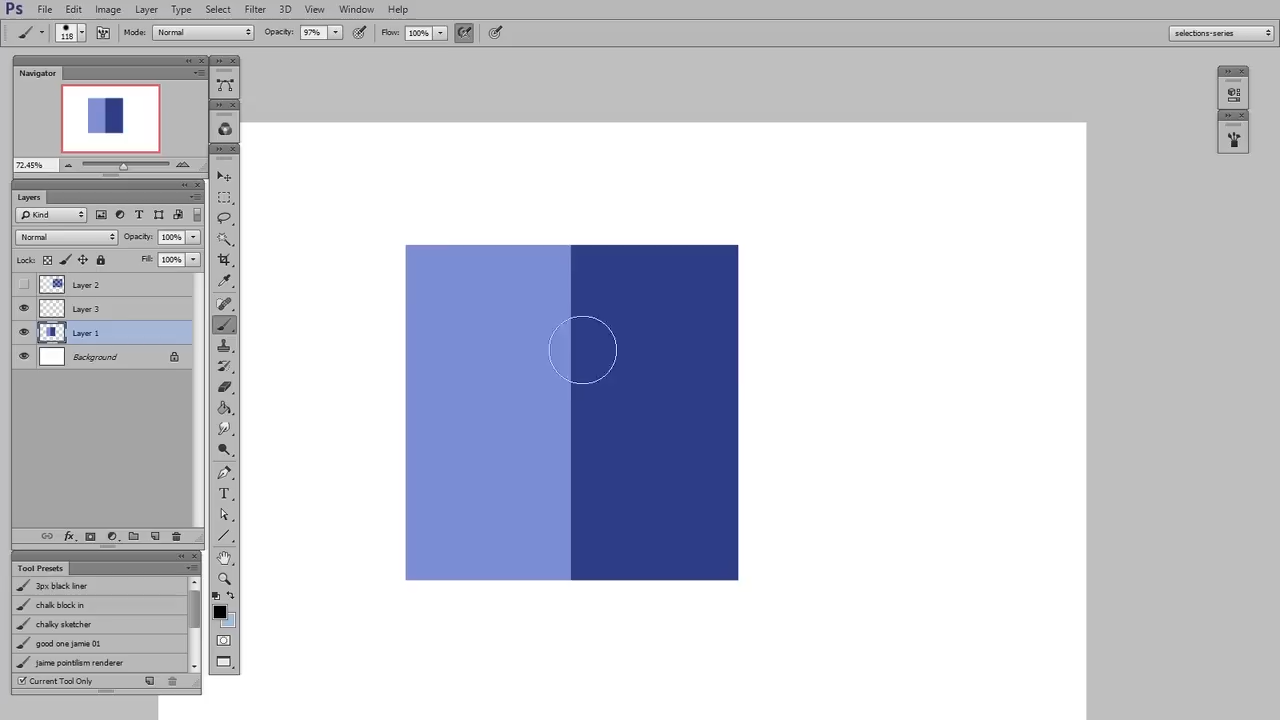 Ps File Edit Image Layer Type Select Filter 3D View Window Help
118 Mode: Normal Opacity: 97% Flow: 100% selections-series
Navigator
72.45%
Layers
Kind
Normal Opacity: 100%
Lock: Fill: 100%
Layer 2
Layer 3
Layer 1
Background
fx
Tool Presets
3px black liner
chalk block in
chalky sketcher
good one jamie 01
jaime pointilism renderer
Current Tool Only